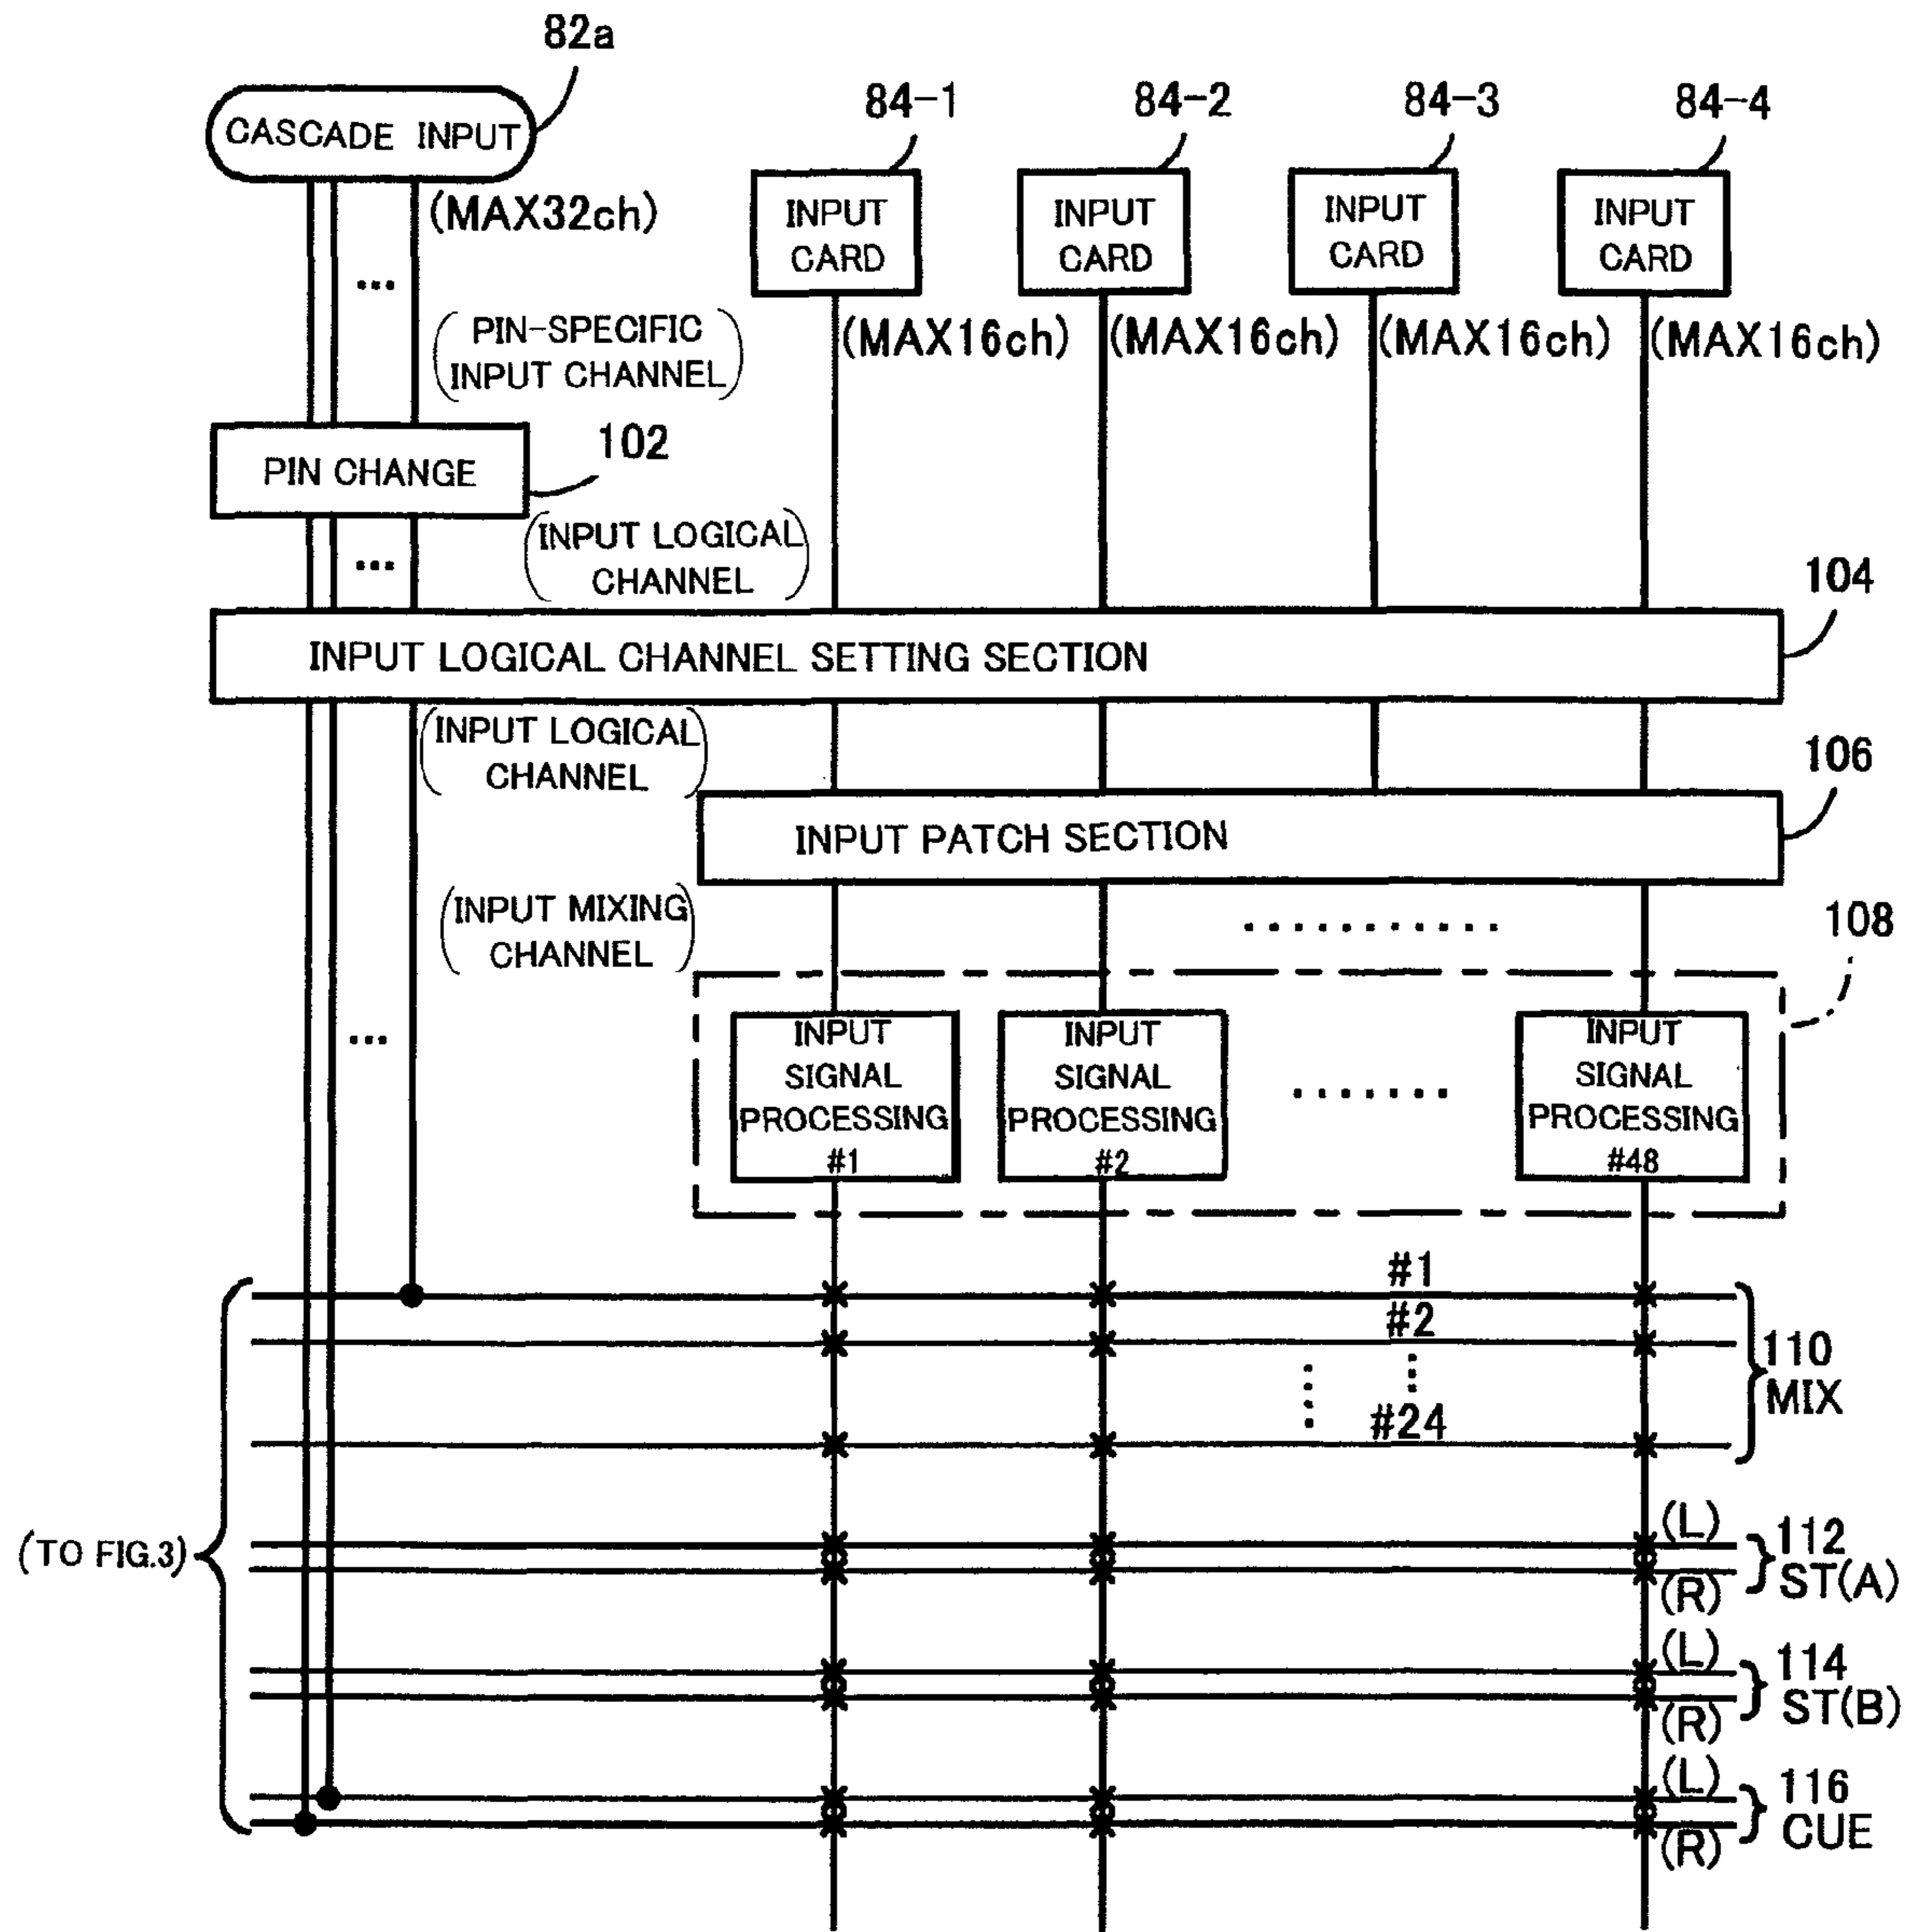 82a
CASCADE INPUT
84-1
84-2
84-3
84-4
(MAX32ch)
INPUT
CARD
INPUT
CARD
INPUT
CARD
INPUT
CARD
...
(PIN-SPECIFIC
INPUT CHANNEL)
(MAX16ch)
(MAX16ch)
(MAX16ch)
(MAX16ch)
PIN CHANGE
102
...
(INPUT LOGICAL
CHANNEL)
104
INPUT LOGICAL CHANNEL SETTING SECTION
(INPUT LOGICAL
CHANNEL)
106
INPUT PATCH SECTION
(INPUT MIXING
CHANNEL)
...........
108
...
INPUT
SIGNAL
PROCESSING
#1
INPUT
SIGNAL
PROCESSING
#2
.......
INPUT
SIGNAL
PROCESSING
#48
#1
#2
#24
110
MIX
(TO FIG.3)
(L)
(R)
112
ST(A)
(L)
(R)
114
ST(B)
(L)
(R)
116
CUE